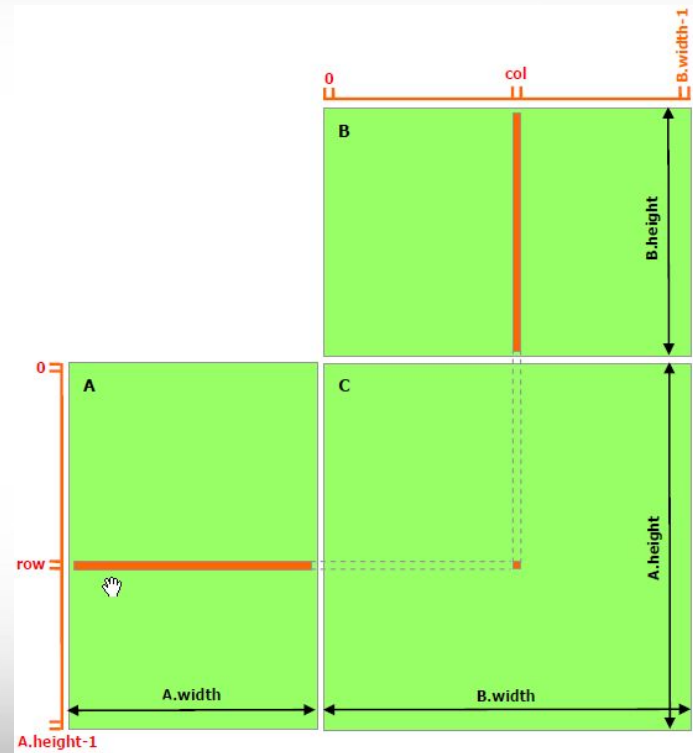 B.width-1
0
col
B
B.height
0
A
C
row
A.height
A.width
B.width
A.height-1